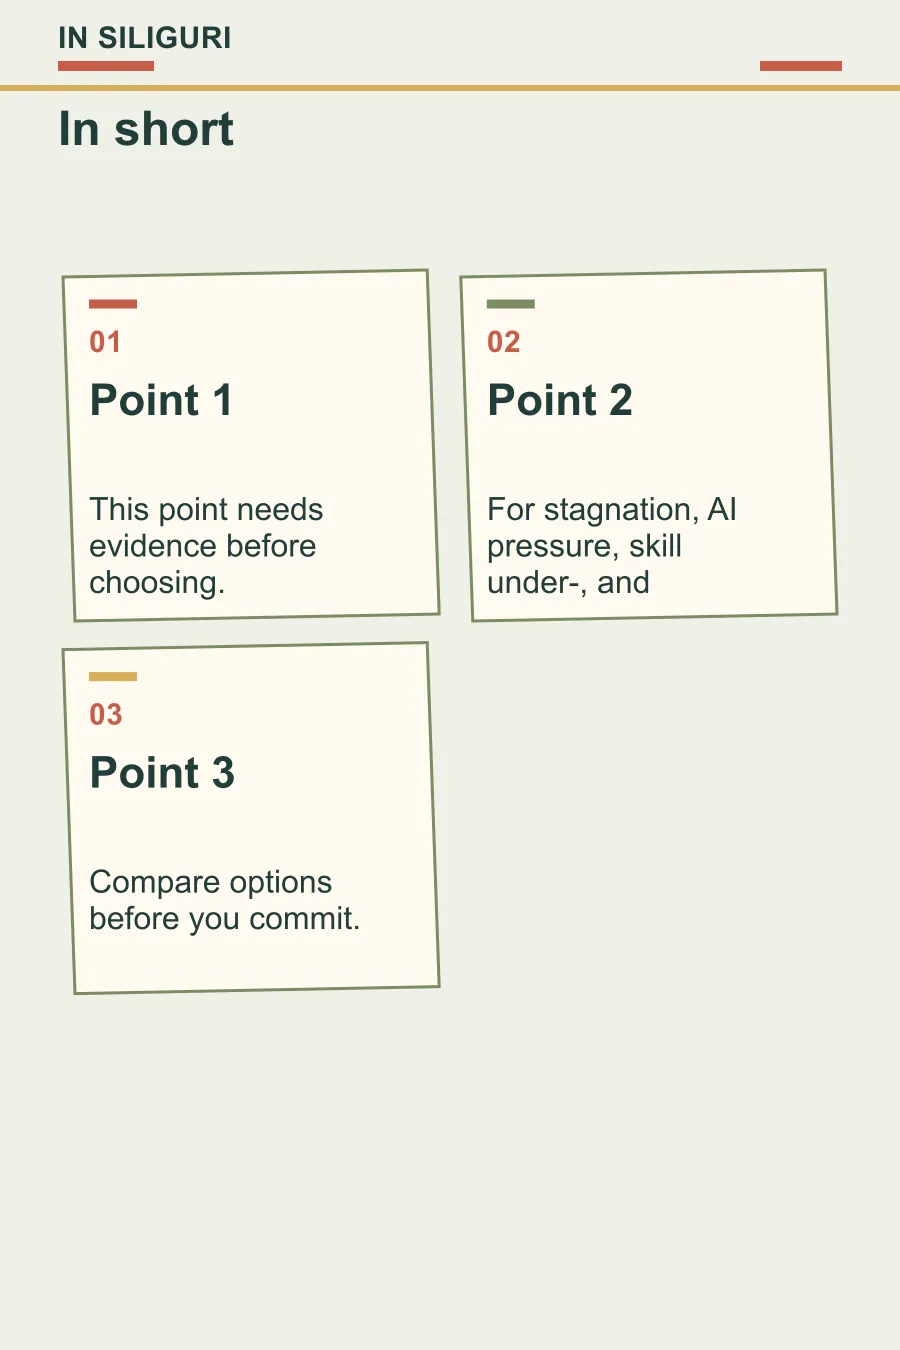 IN SILIGURI
In short
01
Point 1
This point needs
evidence before
choosing.
02
Point 2
For stagnation, AI
pressure, skill
under-, and
03
Point 3
Compare options
before you commit.